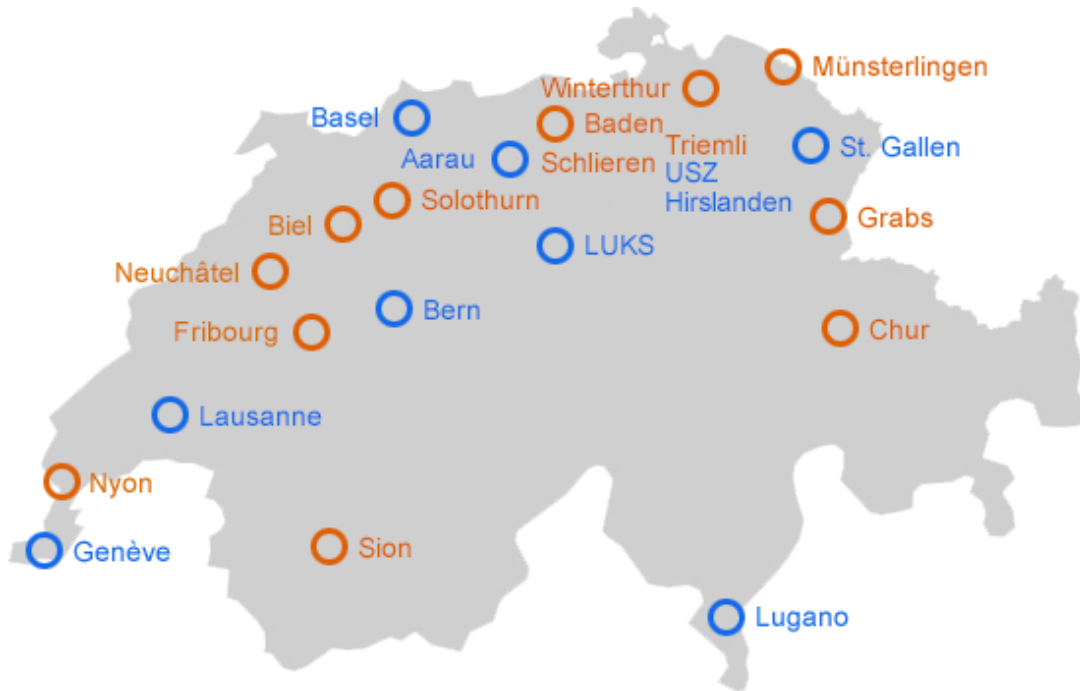 Münsterlingen
Winterthur
Basel
Baden
Triemli
St. Gallen
Aarau
Schlieren
USZ
Hirslanden
Solothurn
Grabs
Biel
LUKS
Neuchâtel
Bern
Fribourg
Chur
Lausanne
Nyon
Genève
Sion
Lugano